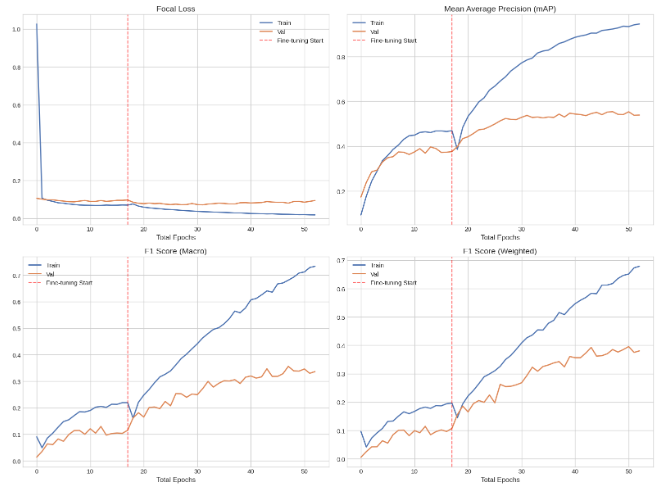 Focal Loss
1.0
0.8
0.6
0.4
0.2
0.0
0 10 20 30 40 50
Total Epochs
Train
Val
Fine-tuning Start
Mean Average Precision (mAP)
0.8
0.6
0.4
0.2
0 10 20 30 40 50
Total Epochs
Train
Val
Fine-tuning Start
F1 Score (Macro)
0.7
0.6
0.5
0.4
0.3
0.2
0.1
0.0
0 10 20 30 40 50
Total Epochs
Train
Val
Fine-tuning Start
F1 Score (Weighted)
0.7
0.6
0.5
0.4
0.3
0.2
0.1
0.0
0 10 20 30 40 50
Total Epochs
Train
Val
Fine-tuning Start